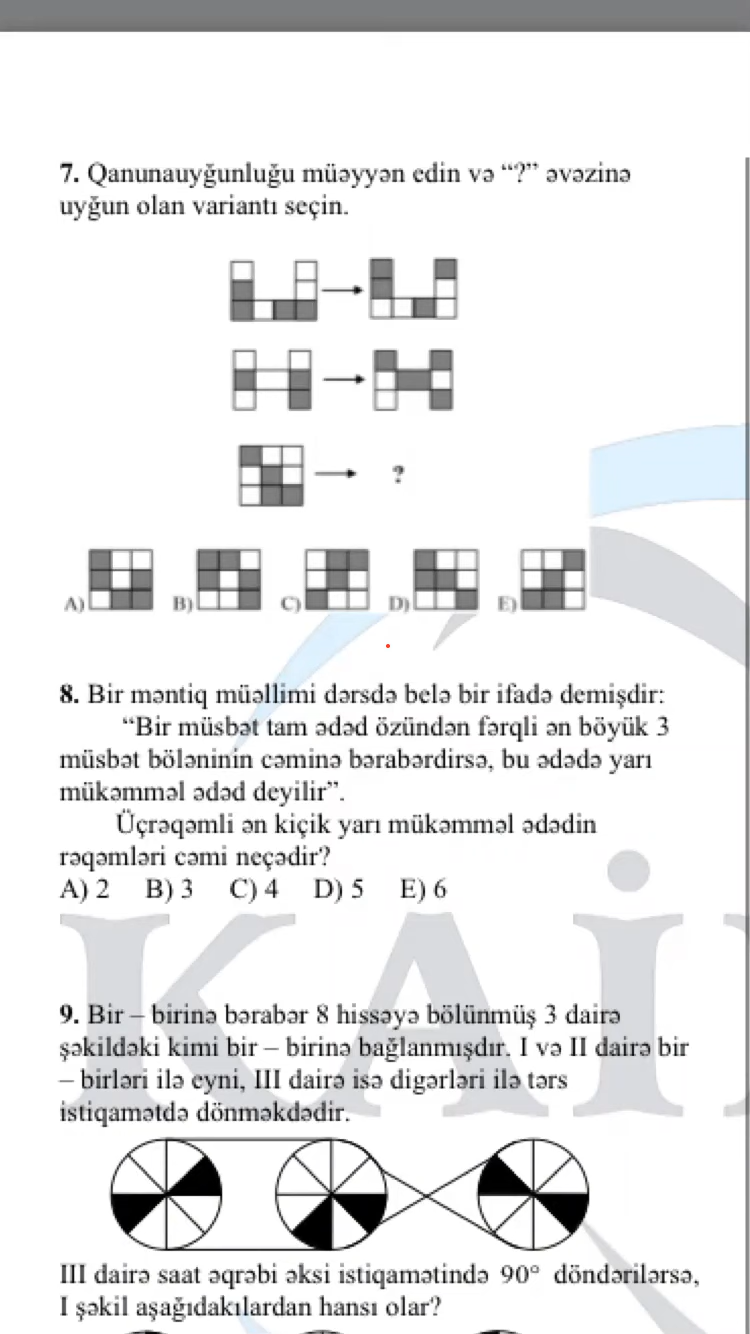 7. Qanunauyğunluğu müəyyən edin və “?” əvəzinə
uyğun olan variantı seçin.
?
A) B) C) D) E)
8. Bir məntiq müəllimi dərsdə belə bir ifadə demişdir:
“Bir müsbət tam ədəd özündən fərqli ən böyük 3
müsbət böləninin cəminə bərabərdirsə, bu ədədə yarı
mükəmməl ədəd deyilir”.
Üçrəqəmli ən kiçik yarı mükəmməl ədədin
rəqəmləri cəmi neçədir?
A) 2 B) 3 C) 4 D) 5 E) 6
KAİ
9. Bir – birinə bərabər 8 hissəyə bölünmüş 3 dairə
şəkildəki kimi bir – birinə bağlanmışdır. I və II dairə bir
– birləri ilə eyni, III dairə isə digərləri ilə tərs
istiqamətdə dönməkdədir.
III dairə saat əqrəbi əksi istiqamətində 90° döndərilərsə,
I şəkil aşağıdakılardan hansı olar?